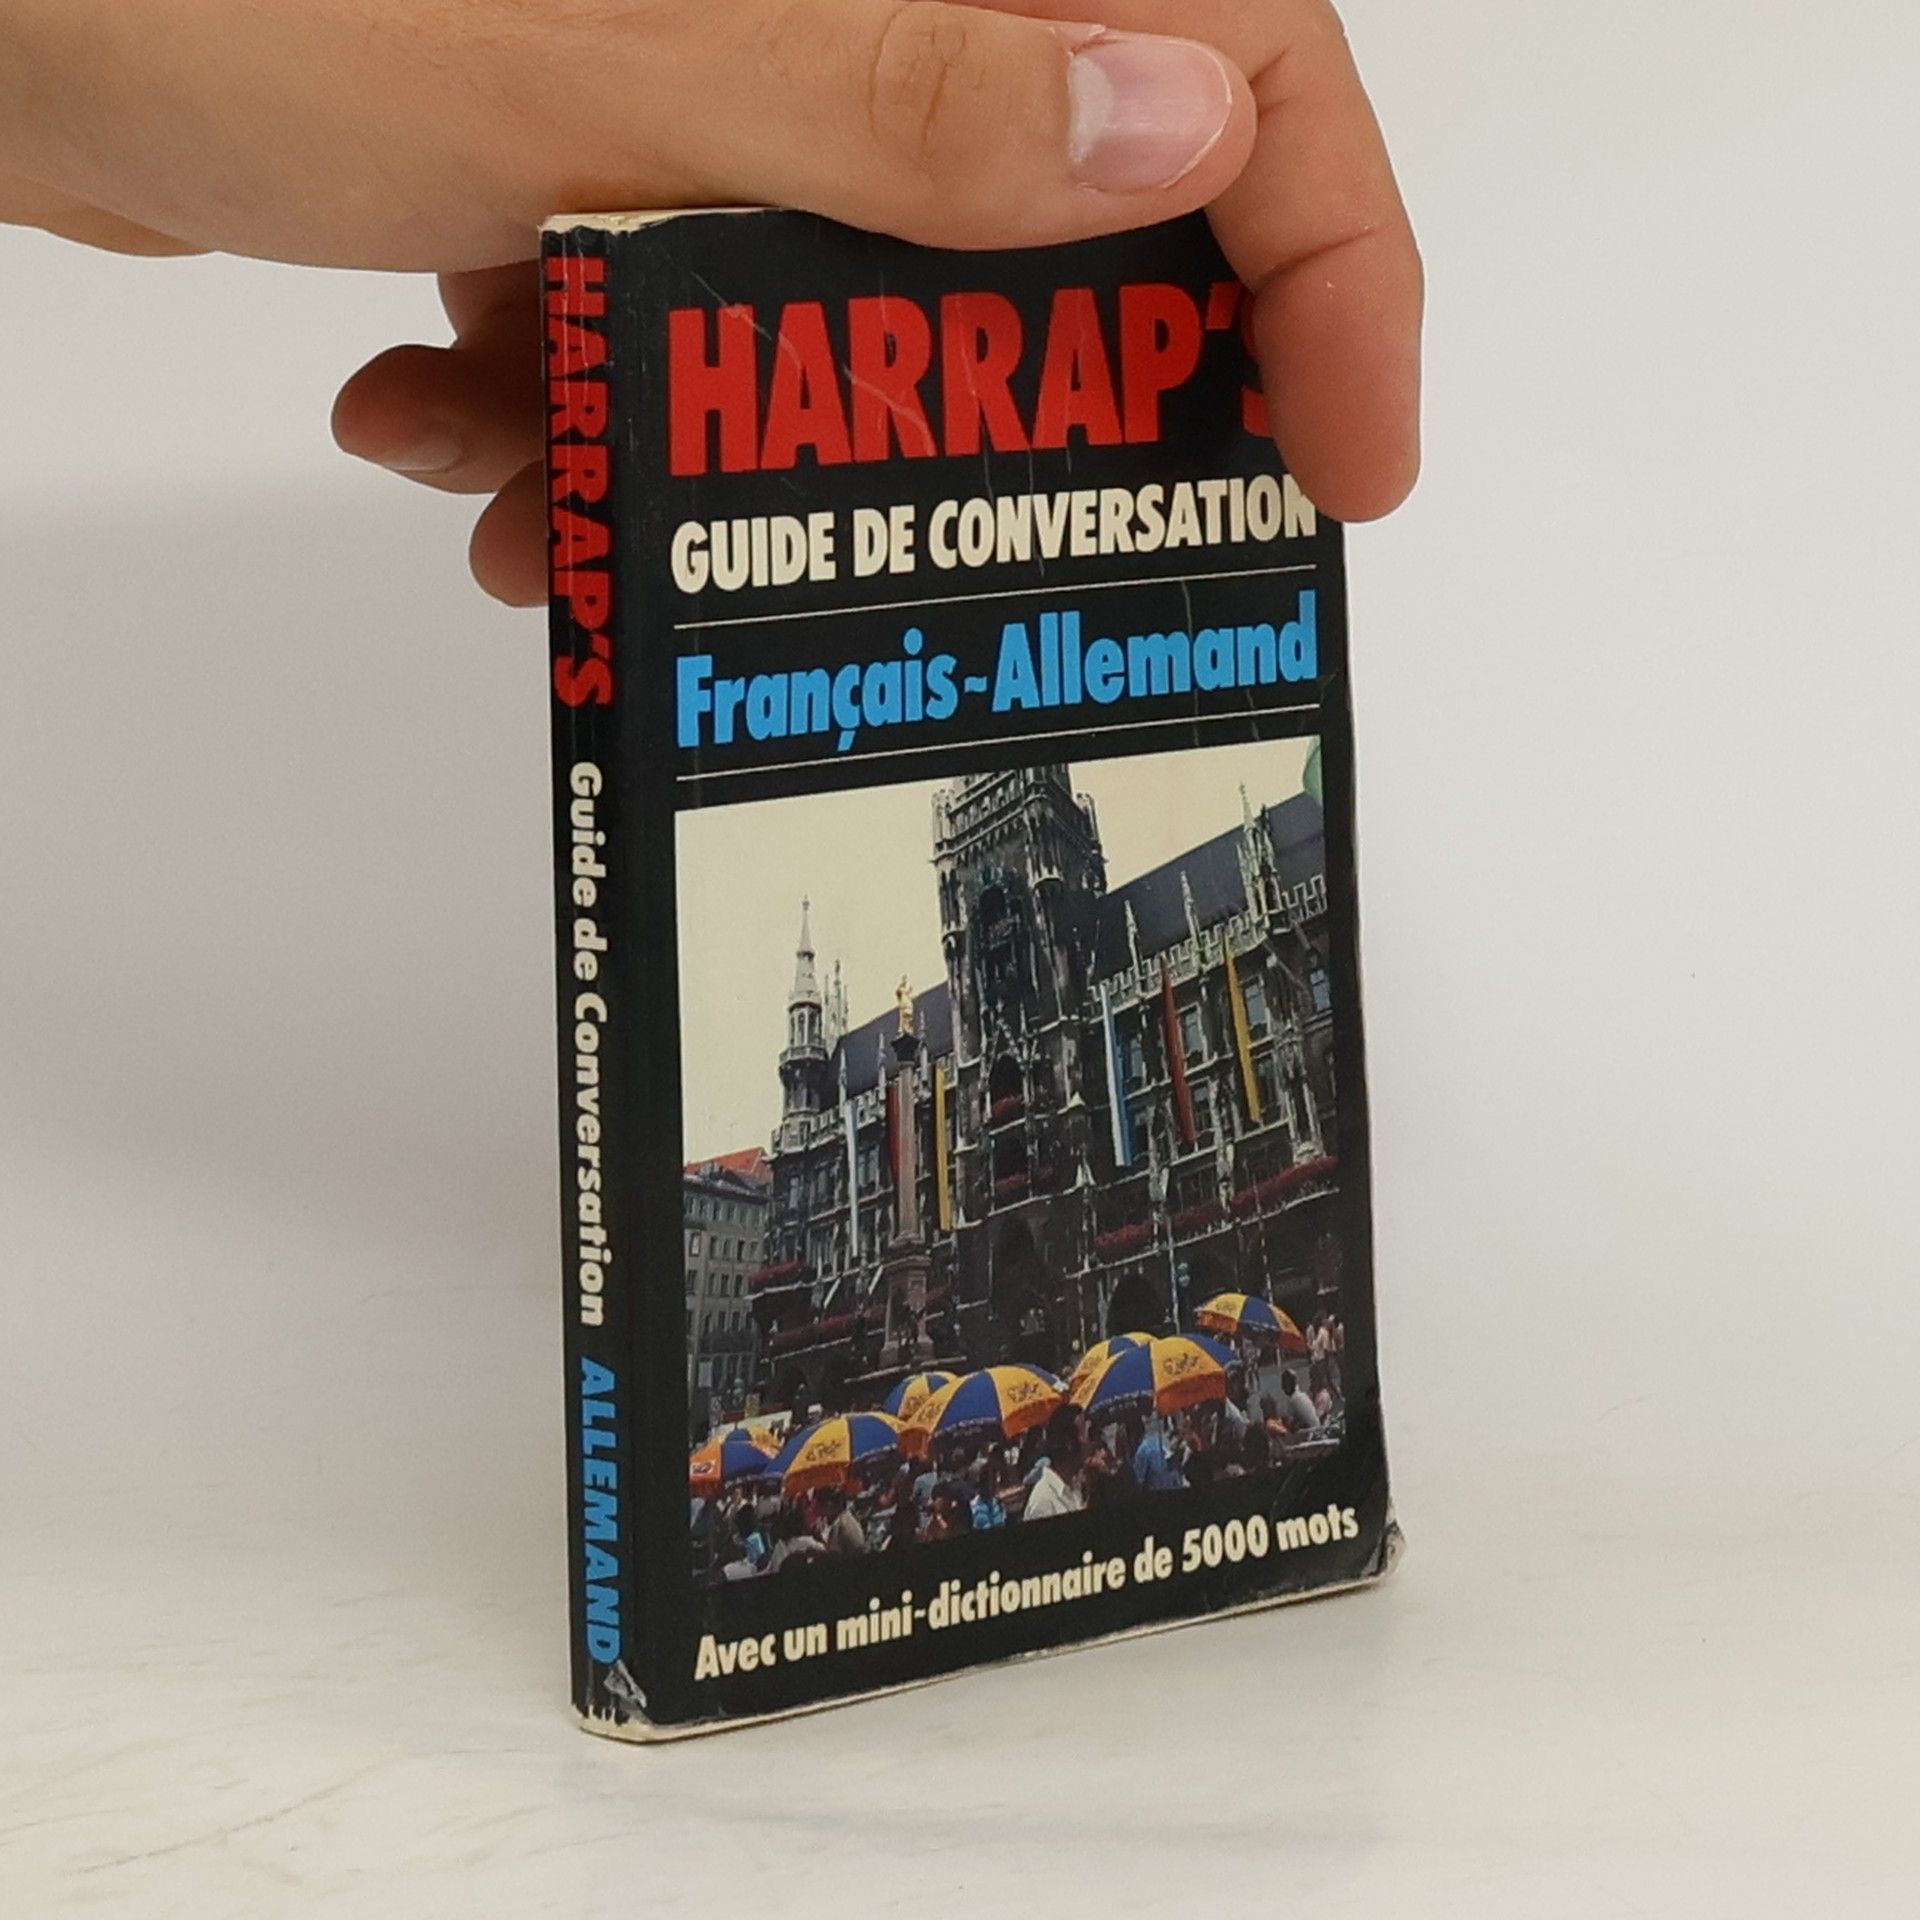 HARRAP'S
GUIDE DE CONVERSATION
Français-Allemand
Avec un mini-dictionnaire de 5000 mots
HARRAP'S Guide de Conversation ALLEMAND